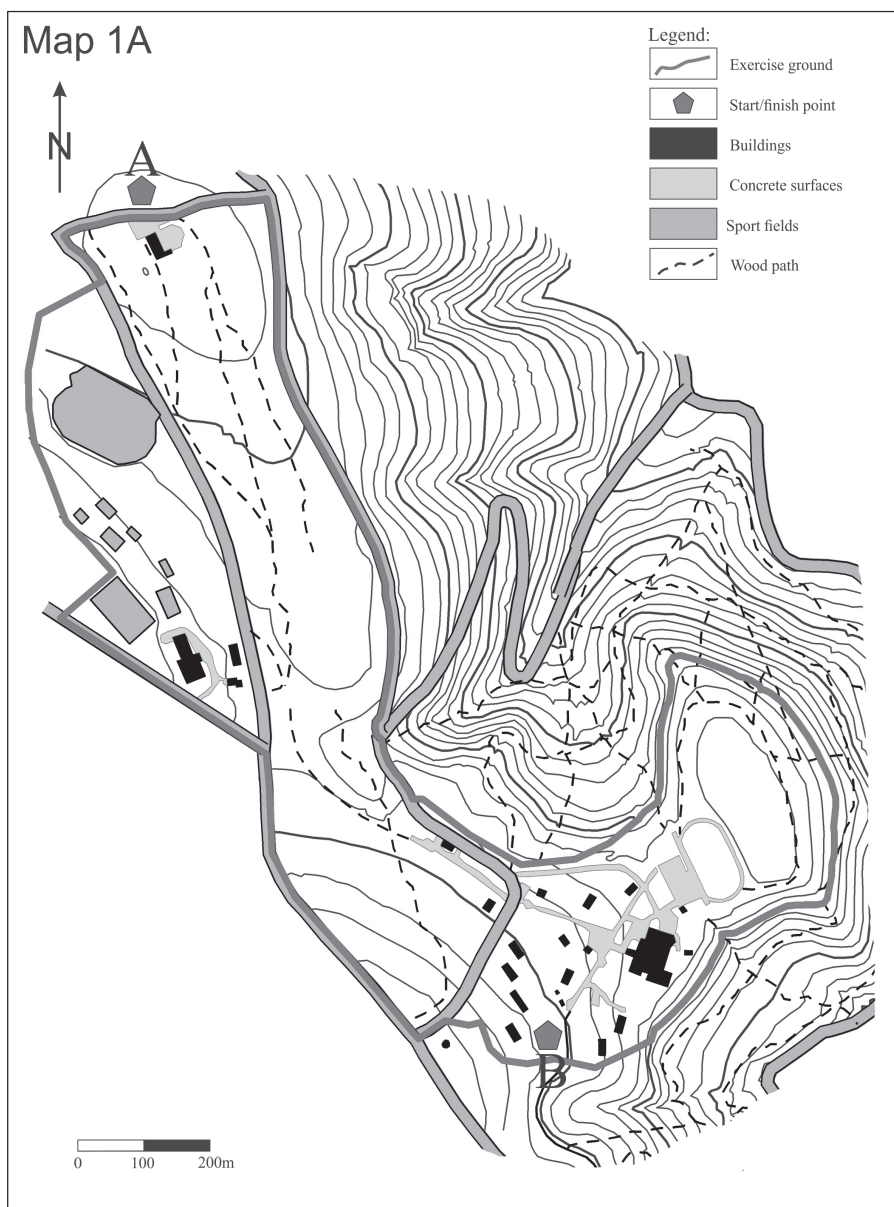 Map 1A
Legend:
Exercise ground
Start/finish point
Buildings
Concrete surfaces
Sport fields
Wood path
N
A
B
0 100 200m